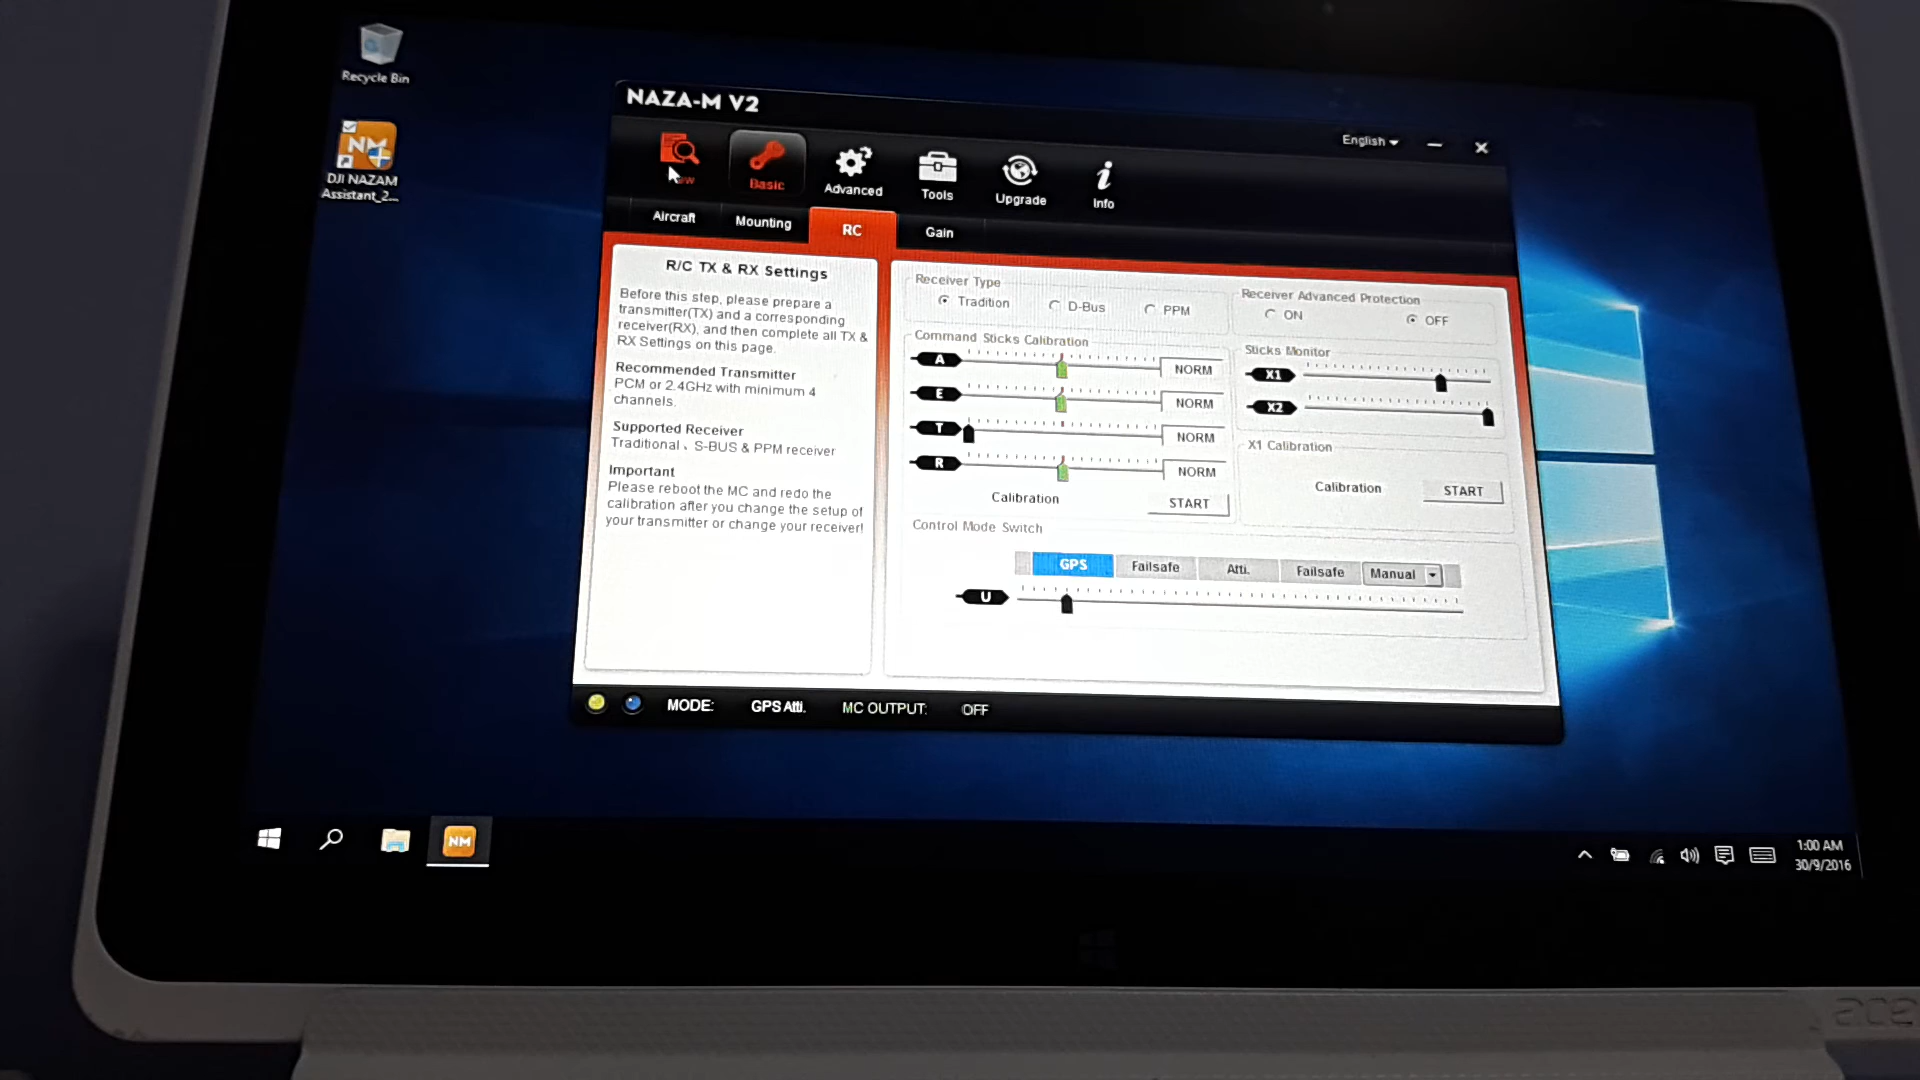 Recycle Bin
NM
DJI NAZAM
Assistant_2...
NAZA-M V2
English
Basic
Advanced
Tools
Upgrade
Info
Aircraft
Mounting
RC
Gain
R/C TX & RX Settings
Before this step, please prepare a
transmitter(TX) and a corresponding
receiver(RX), and then complete all TX &
RX Settings on this page.
Recommended Transmitter
PCM or 2.4GHz with minimum 4
channels.
Supported Receiver
Traditional、S-BUS & PPM receiver
Important
Please reboot the MC and redo the
calibration after you change the setup of
your transmitter or change your receiver!
Receiver Type
Tradition D-Bus PPM
Receiver Advanced Protection
ON OFF
Command Sticks Calibration
A NORM
E NORM
T NORM
R NORM
Calibration START
Sticks Monitor
X1
X2
X1 Calibration
Calibration START
Control Mode Switch
GPS Failsafe Atti. Failsafe Manual
U
MODE: GPS Atti. MC OUTPUT: OFF
NM
1:00 AM
30/9/2016
acer